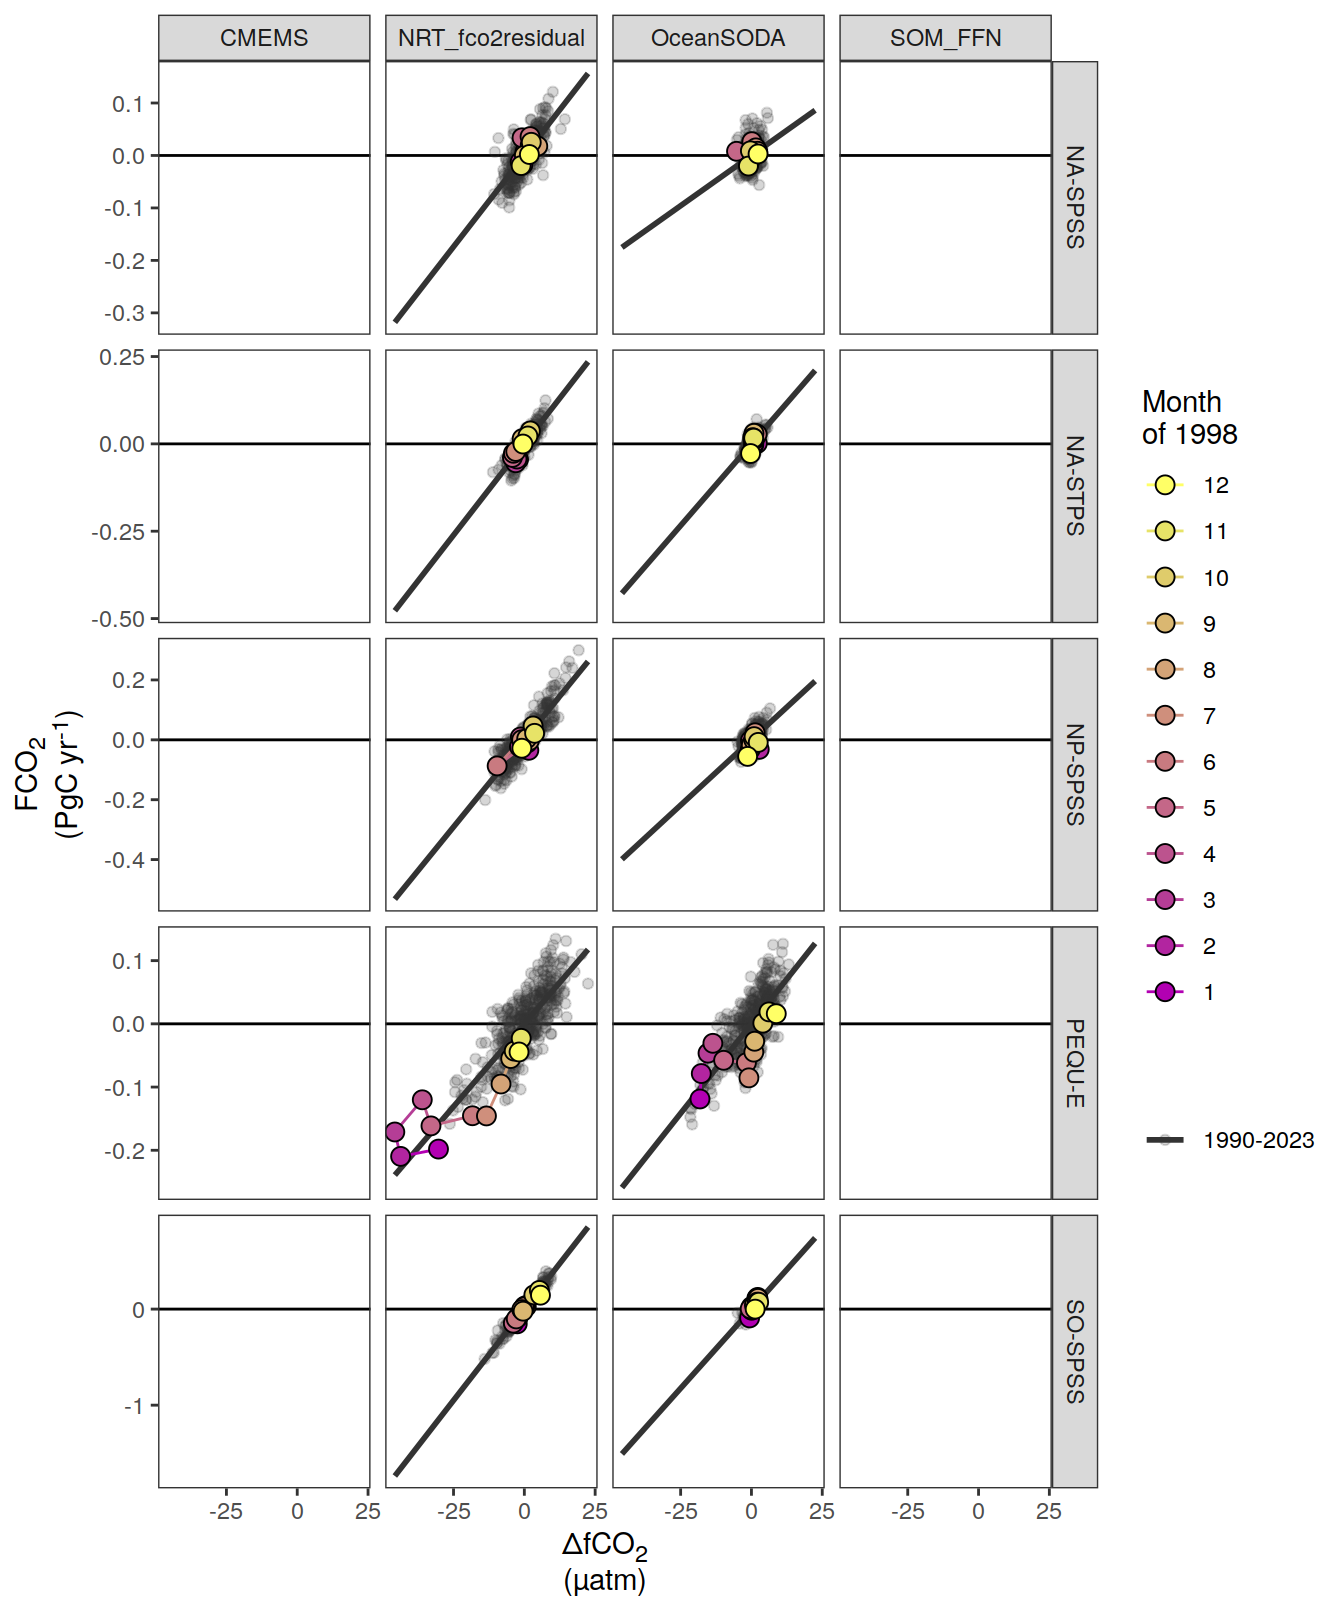 CMEMS NRT_fco2residual OceanSODA SOM_FFN
0.1
0.0
-0.1
-0.2
-0.3
NA-SPSS
0.25
0.00
-0.25
-0.50
NA-STPS
0.2
0.0
-0.2
-0.4
NP-SPSS
0.1
0.0
-0.1
-0.2
PEQU-E
0
-1
SO-SPSS
-25 0 25 -25 0 25 -25 0 25 -25 0 25
ΔfCO₂
(µatm)
FCO₂
(PgC yr⁻¹)
Month
of 1998
12
11
10
9
8
7
6
5
4
3
2
1
1990-2023